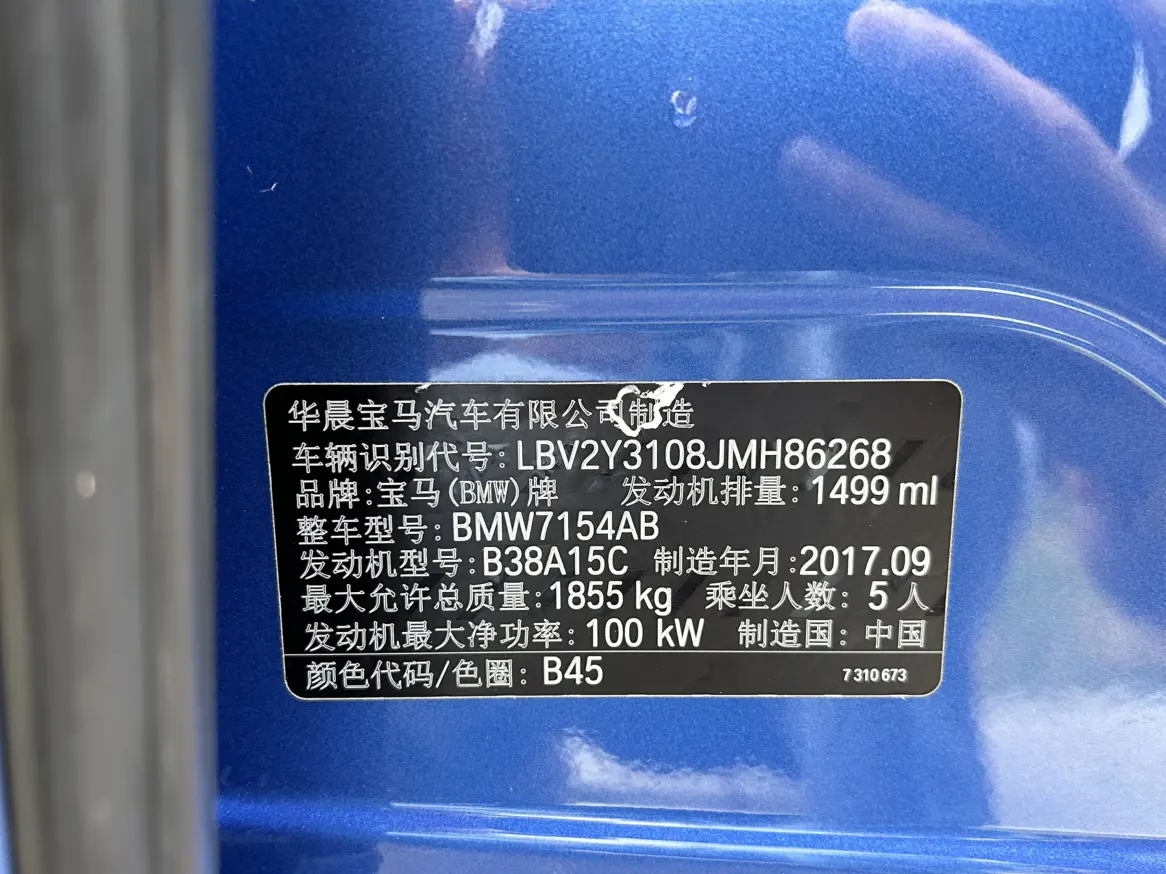 华晨宝马汽车有限公司制造
车辆识别代号:LBV2Y3108JMH86268
品牌:宝马(BMW)牌 发动机排量:1499 ml
整车型号:BMW7154AB
发动机型号:B38A15C 制造年月:2017.09
最大允许总质量:1855 kg 乘坐人数: 5 人
发动机最大净功率: 100 kW 制造国: 中国
颜色代码/色圈: B45 7 310 673